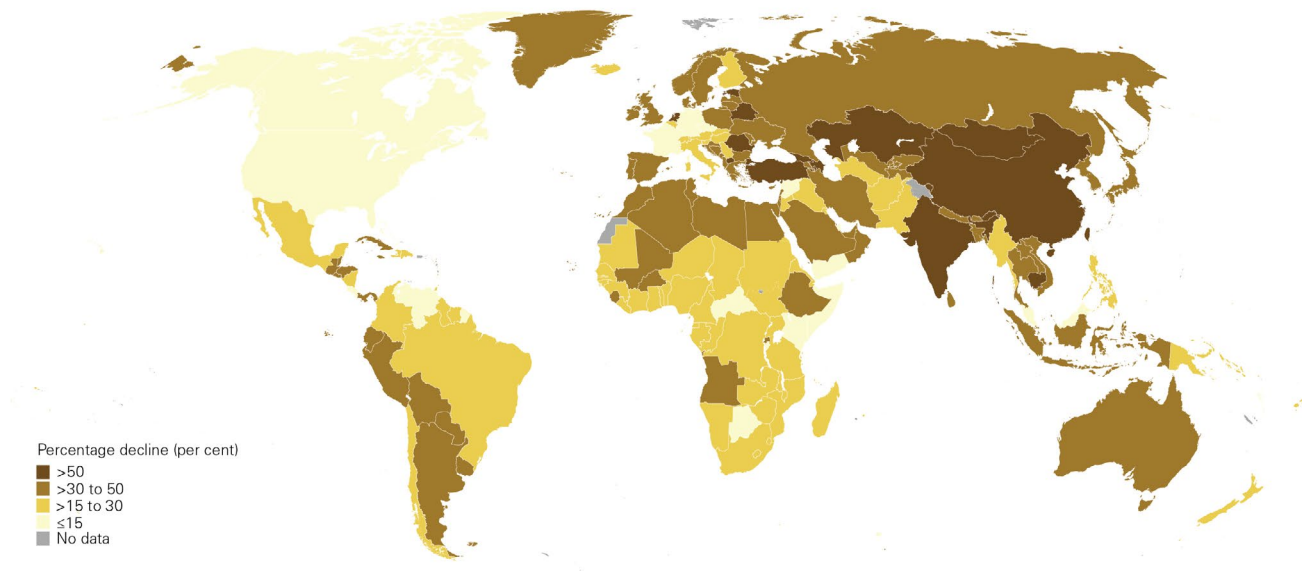 Percentage decline (per cent)
>50
>30 to 50
>15 to 30
≤15
No data